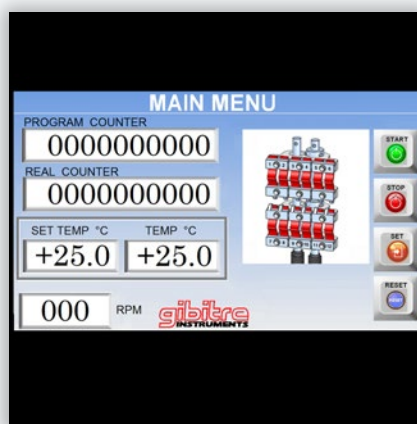 MAIN MENU
PROGRAM COUNTER
0000000000
REAL COUNTER
0000000000
SET TEMP °C
TEMP °C
+25.0
+25.0
000
RPM
gibitre
INSTRUMENTS
START
STOP
SET
RESET